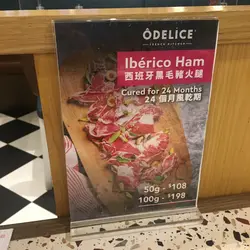 ÔDELICE
FRENCH KITCHEN
Ibérico Ham
西班牙黑毛豬火腿
Cured for 24 Months
24 個月風乾期
50g - $108
100g - $198